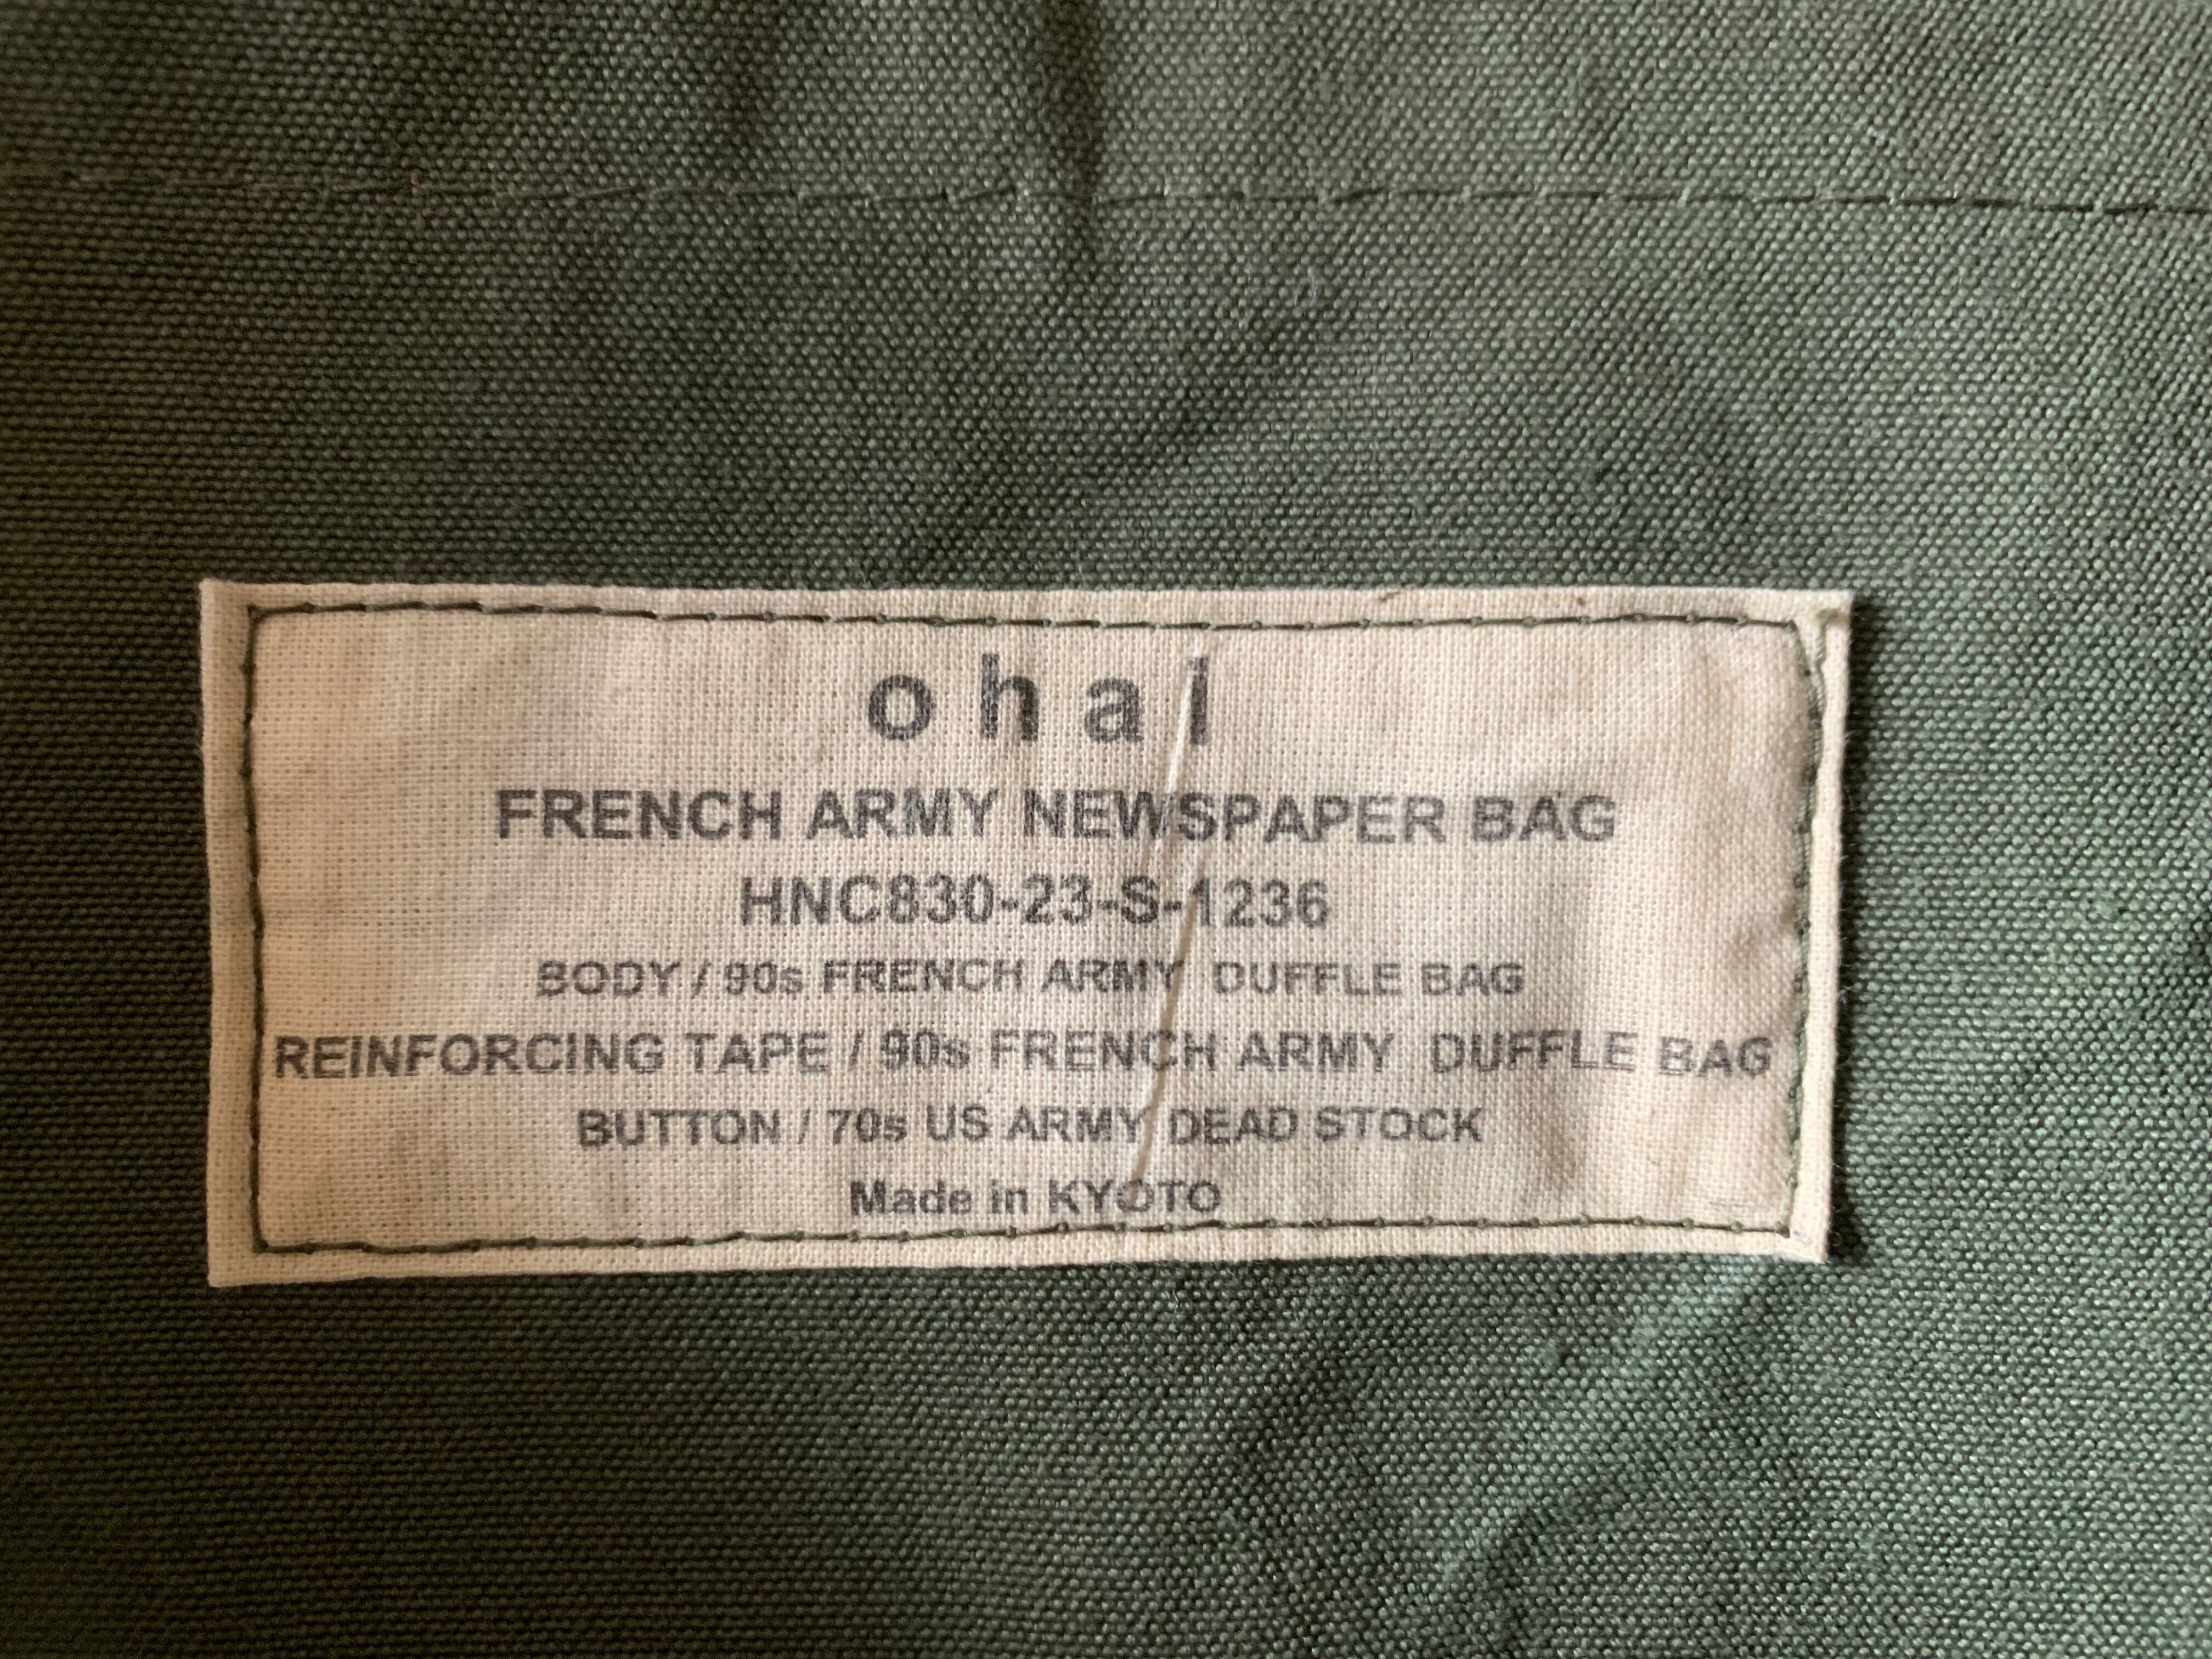 ohal
FRENCH ARMY NEWSPAPER BAG
HNC830-23-S-1236
BODY / 90s FRENCH ARMY DUFFLE BAG
REINFORCING TAPE / 90s FRENCH ARMY DUFFLE BAG
BUTTON / 70s US ARMY DEAD STOCK
Made in KYOTO